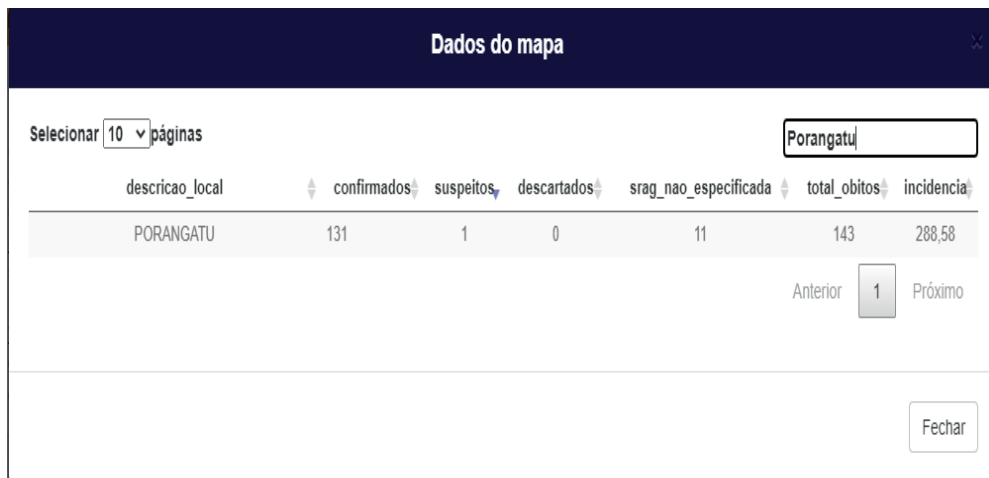 Dados do mapa x
Selecionar 10 páginas Porangatu
descricao_local confirmados suspeitos descartados srag_nao_especificada total_obitos incidencia
PORANGATU 131 1 0 11 143 288,58
Anterior 1 Próximo
Fechar